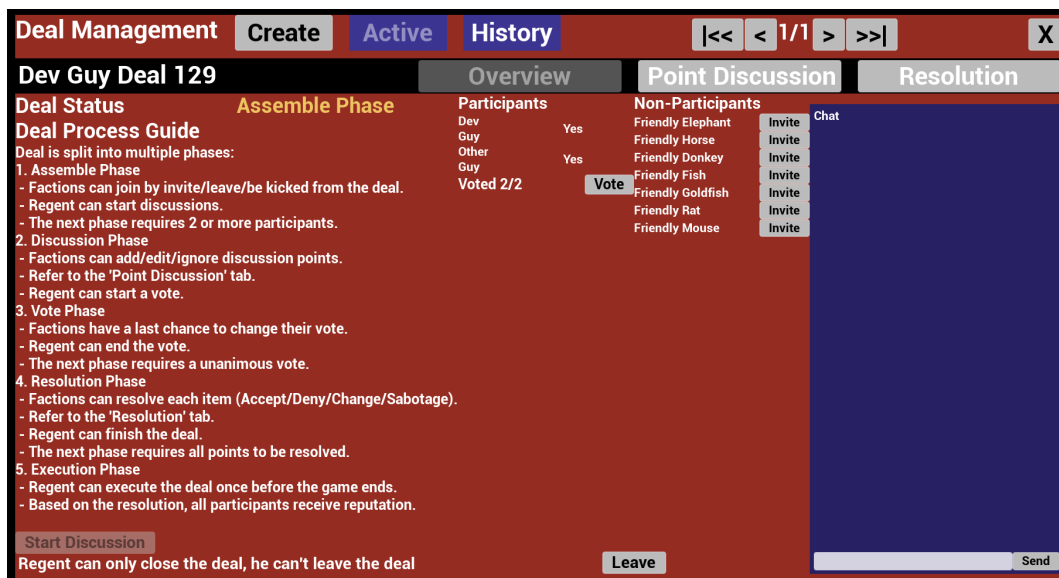 Deal Management Create Active History |<< < 1/1 > >>| X
Dev Guy Deal 129 Overview Point Discussion Resolution
Deal Status Assemble Phase
Deal Process Guide
Deal is split into multiple phases:
1. Assemble Phase
- Factions can join by invite/leave/be kicked from the deal.
- Regent can start discussions.
- The next phase requires 2 or more participants.
2. Discussion Phase
- Factions can add/edit/ignore discussion points.
- Refer to the 'Point Discussion' tab.
- Regent can start a vote.
3. Vote Phase
- Factions have a last chance to change their vote.
- Regent can end the vote.
- The next phase requires a unanimous vote.
4. Resolution Phase
- Factions can resolve each item (Accept/Deny/Change/Sabotage).
- Refer to the 'Resolution' tab.
- Regent can finish the deal.
- The next phase requires all points to be resolved.
5. Execution Phase
- Regent can execute the deal once before the game ends.
- Based on the resolution, all participants receive reputation.
Start Discussion
Regent can only close the deal, he can't leave the deal
Leave
Participants
Dev
Guy
Yes
Other
Guy
Yes
Voted 2/2 Vote
Non-Participants
Friendly Elephant Invite
Friendly Horse Invite
Friendly Donkey Invite
Friendly Fish Invite
Friendly Goldfish Invite
Friendly Rat Invite
Friendly Mouse Invite
Chat
Send